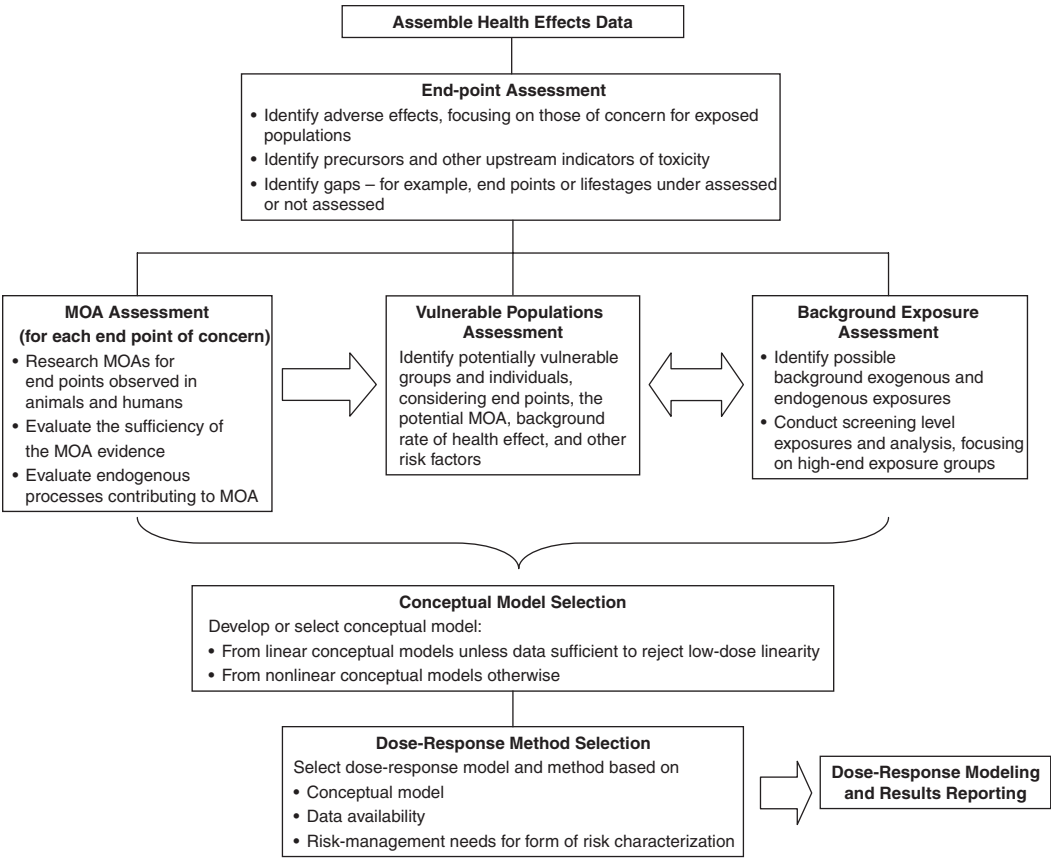 Assemble Health Effects Data
End-point Assessment
• Identify adverse effects, focusing on those of concern for exposed
populations
• Identify precursors and other upstream indicators of toxicity
• Identify gaps – for example, end points or lifestages under assessed
or not assessed
MOA Assessment
(for each end point of concern)
• Research MOAs for
end points observed in
animals and humans
• Evaluate the sufficiency of
the MOA evidence
• Evaluate endogenous
processes contributing to MOA
Vulnerable Populations
Assessment
Identify potentially vulnerable
groups and individuals,
considering end points, the
potential MOA, background
rate of health effect, and other
risk factors
Background Exposure
Assessment
• Identify possible
background exogenous and
endogenous exposures
• Conduct screening level
exposures and analysis, focusing
on high-end exposure groups
Conceptual Model Selection
Develop or select conceptual model:
• From linear conceptual models unless data sufficient to reject low-dose linearity
• From nonlinear conceptual models otherwise
Dose-Response Method Selection
Select dose-response model and method based on
• Conceptual model
• Data availability
• Risk-management needs for form of risk characterization
Dose-Response Modeling
and Results Reporting